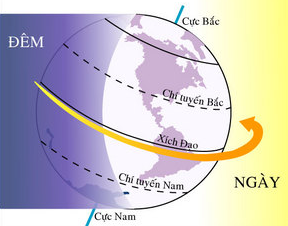 Cực Bắc
ĐÊM
Chí tuyến Bắc
Xích Đạo
Chí tuyến Nam
NGÀY
Cực Nam